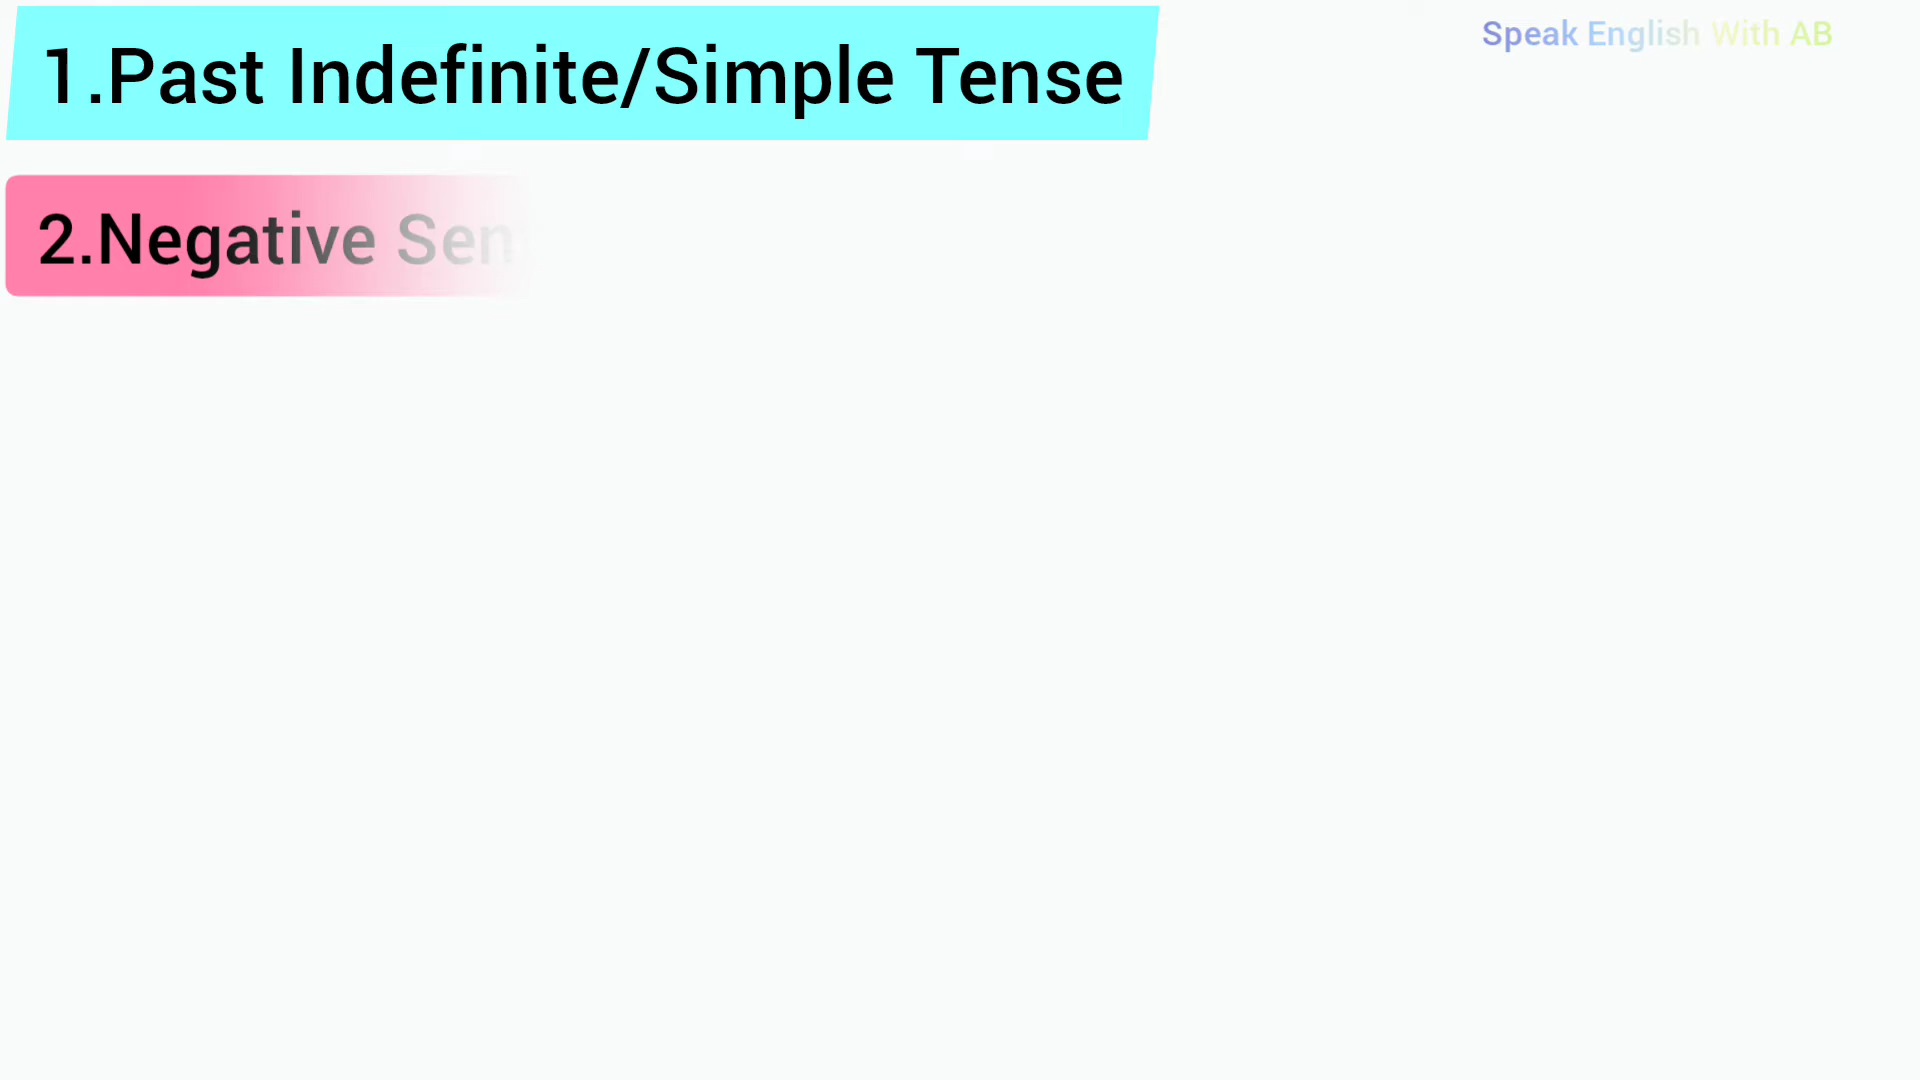 1.Past Indefinite/Simple Tense
Speak English With AB
2.Negative Sen